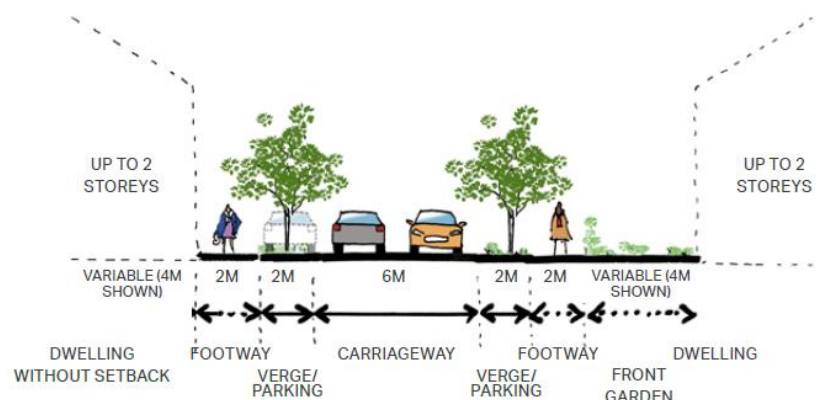 UP TO 2
STOREYS
UP TO 2
STOREYS
VARIABLE (4M
SHOWN)
2M
2M
6M
2M
2M
VARIABLE (4M
SHOWN)
DWELLING
WITHOUT SETBACK
FOOTWAY
VERGE/
PARKING
CARRIAGEWAY
VERGE/
PARKING
FOOTWAY
FRONT
GARDEN
DWELLING